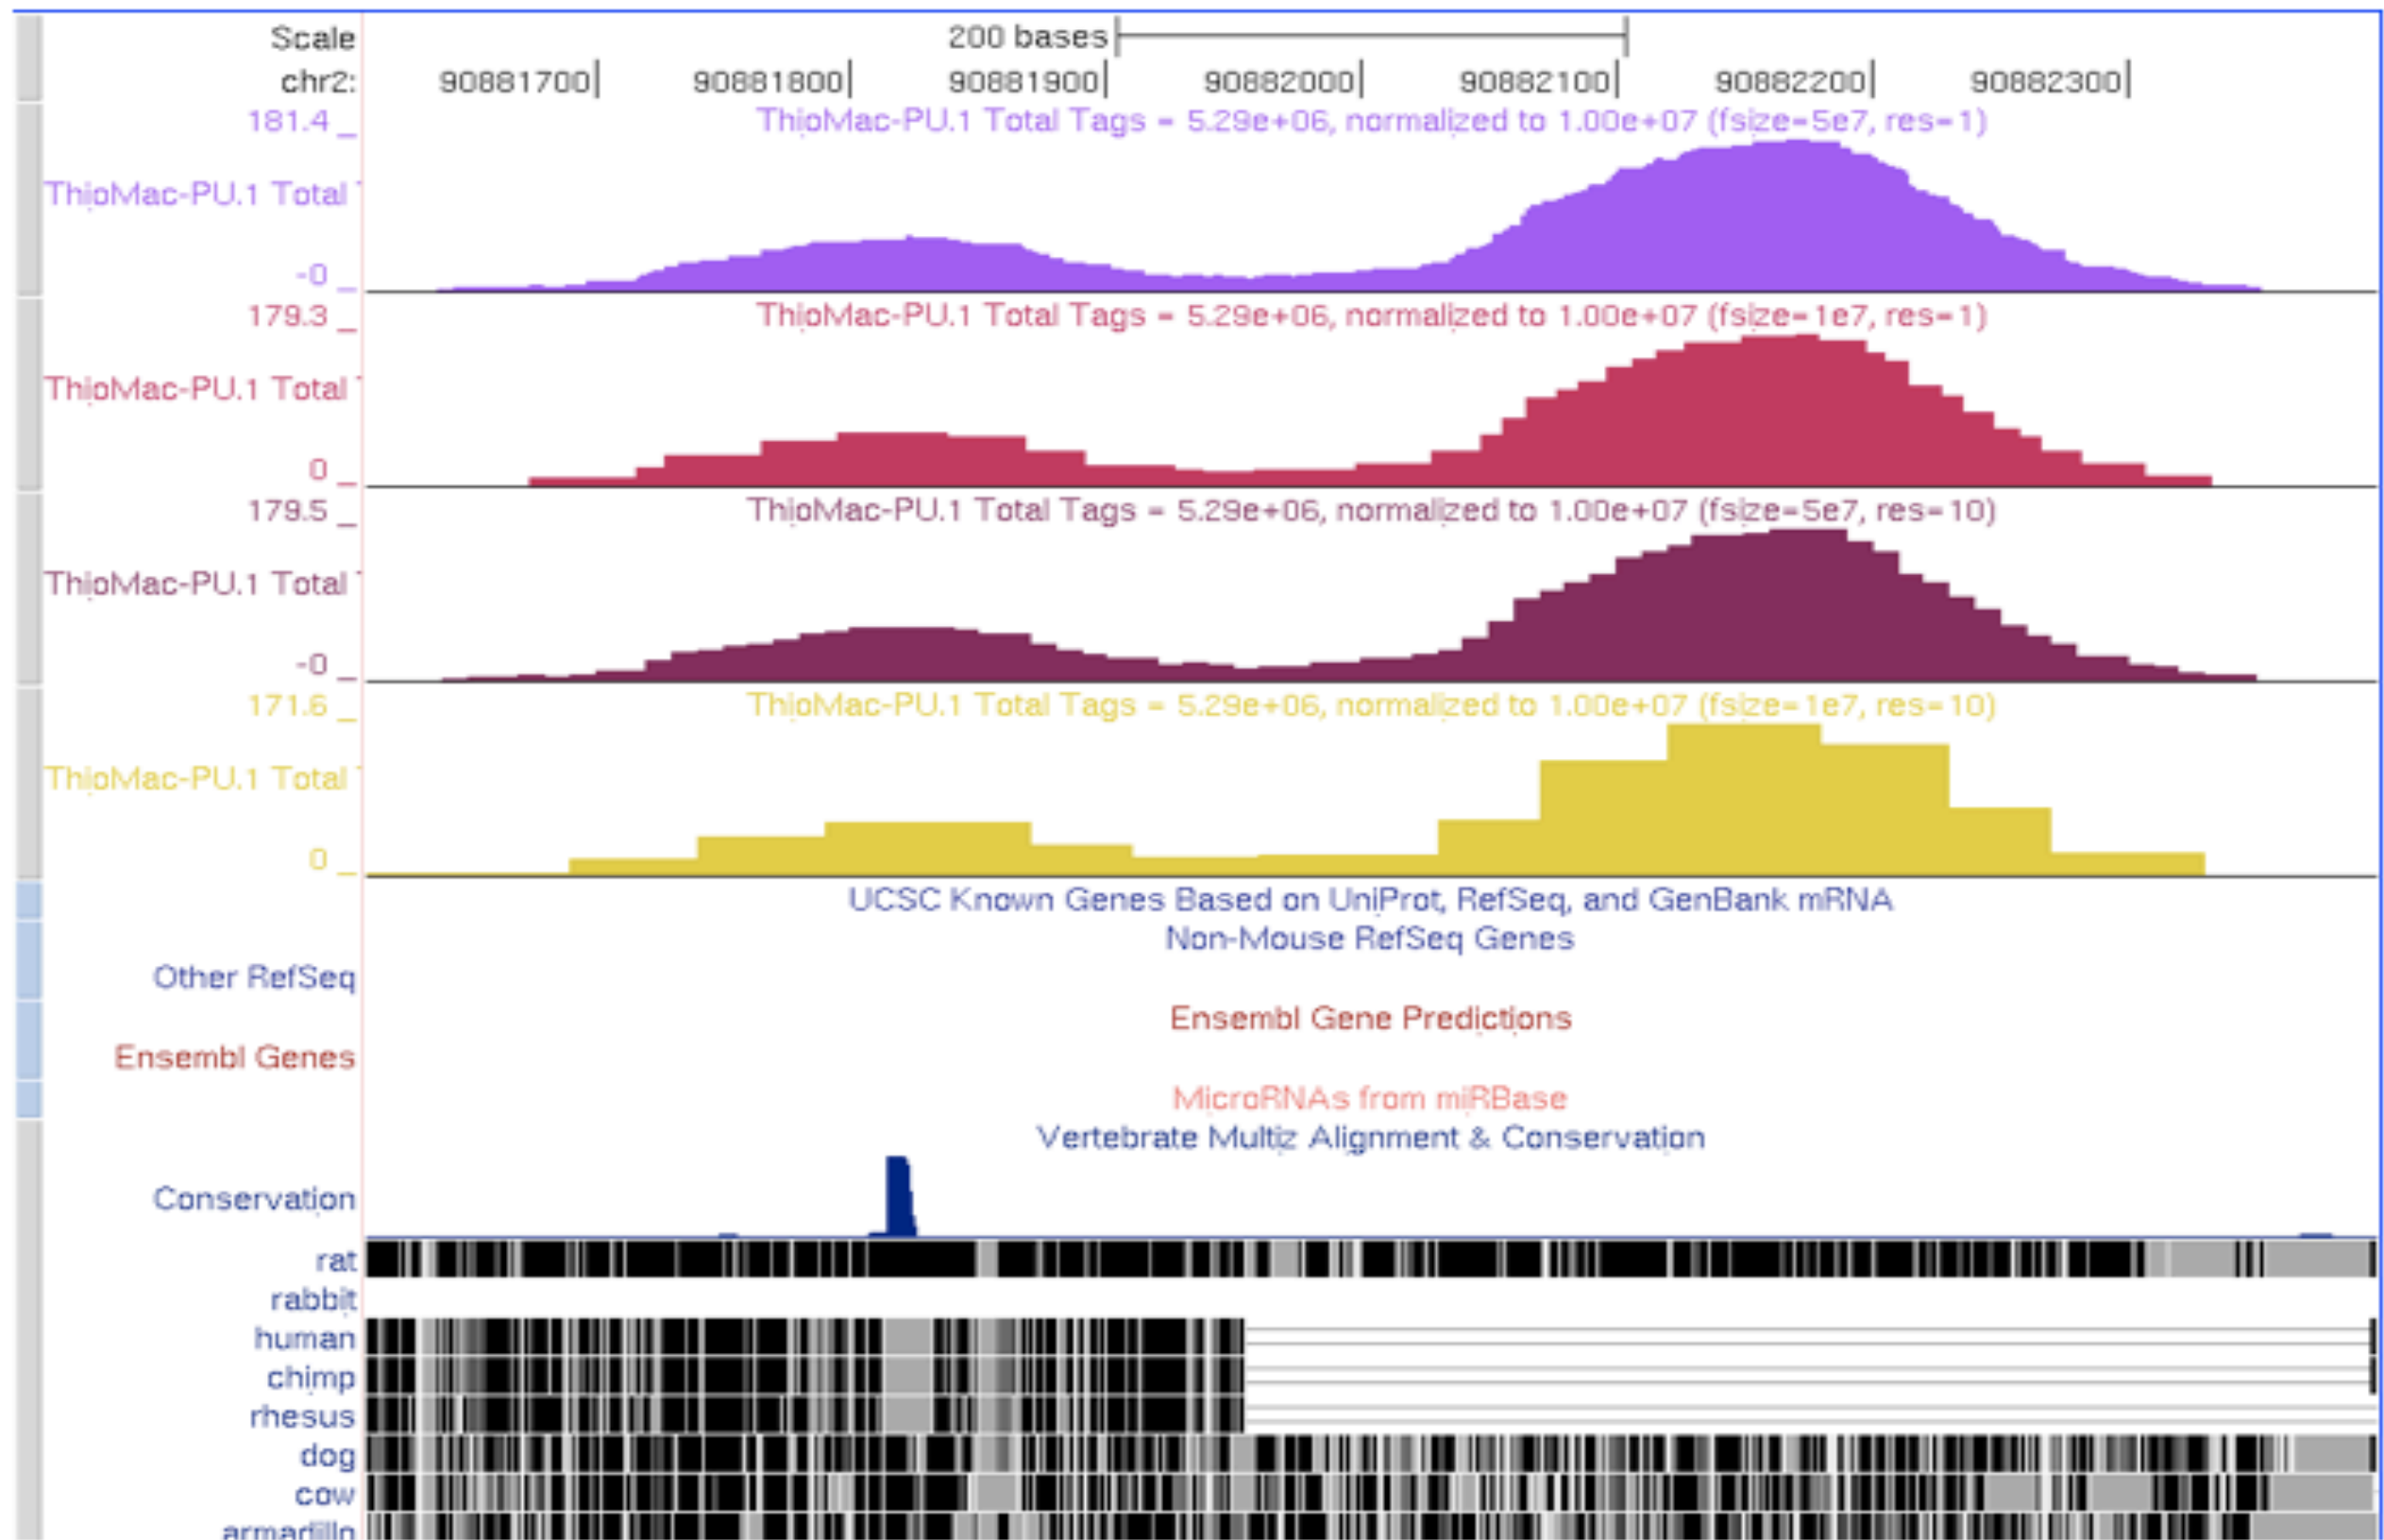 Scale 200 bases
chr2: 90881700 90881800 90881900 90882000 90882100 90882200 90882300
181.4 _ ThioMac-PU.1 Total Tags = 5.29e+06, normalized to 1.00e+07 (fsize=5e7, res=1)
ThioMac-PU.1 Total
-0 _
179.3 _ ThioMac-PU.1 Total Tags = 5.29e+06, normalized to 1.00e+07 (fsize=1e7, res=1)
ThioMac-PU.1 Total
0 _
179.5 _ ThioMac-PU.1 Total Tags = 5.29e+06, normalized to 1.00e+07 (fsize=5e7, res=10)
ThioMac-PU.1 Total
-0 _
171.6 _ ThioMac-PU.1 Total Tags = 5.29e+06, normalized to 1.00e+07 (fsize=1e7, res=10)
ThioMac-PU.1 Total
0 _
UCSC Known Genes Based on UniProt, RefSeq, and GenBank mRNA
Non-Mouse RefSeq Genes
Other RefSeq
Ensembl Gene Predictions
Ensembl Genes
MicroRNAs from miRBase
Vertebrate Multiz Alignment & Conservation
Conservation
rat
rabbit
human
chimp
rhesus
dog
cow
armadillo